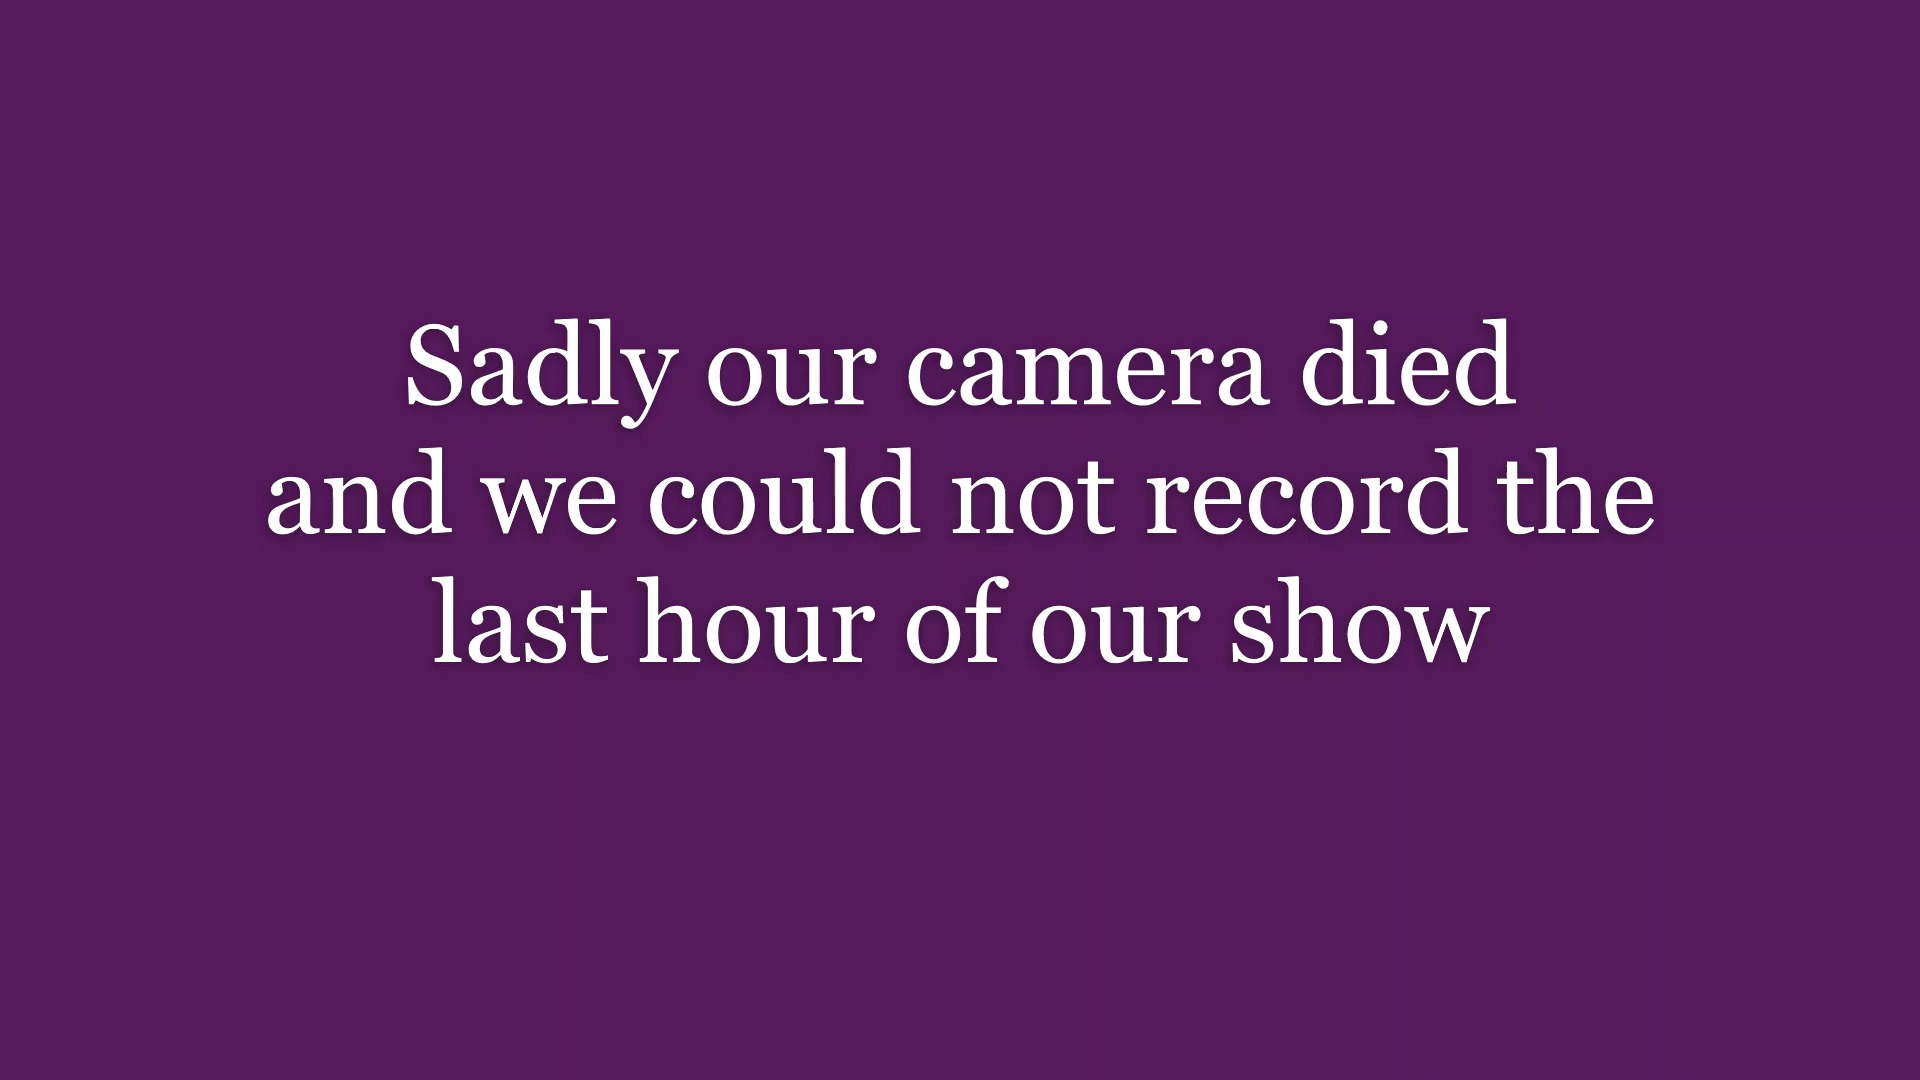 Sadly our camera died
and we could not record the
last hour of our show